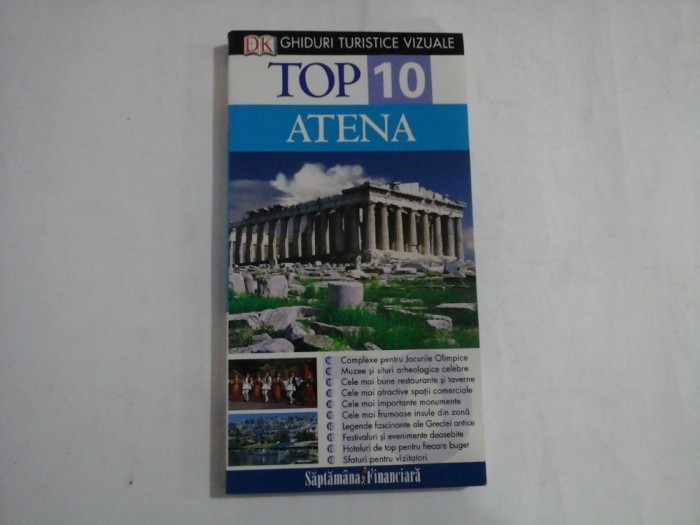 DK GHIDURI TURISTICE VIZUALE
TOP 10
ATENA
Complexe pentru Jocurile Olimpice
Muzee și situri arheologice celebre
Cele mai bune restaurante și taverne
Cele mai atractive spații comerciale
Cele mai importante monumente
Cele mai frumoase insule din zonă
Legende fascinante ale Greciei antice
Festivaluri și evenimente deosebite
Hoteluri de top pentru fiecare buget
Sfaturi pentru vizitatori
Săptămâna Financiară